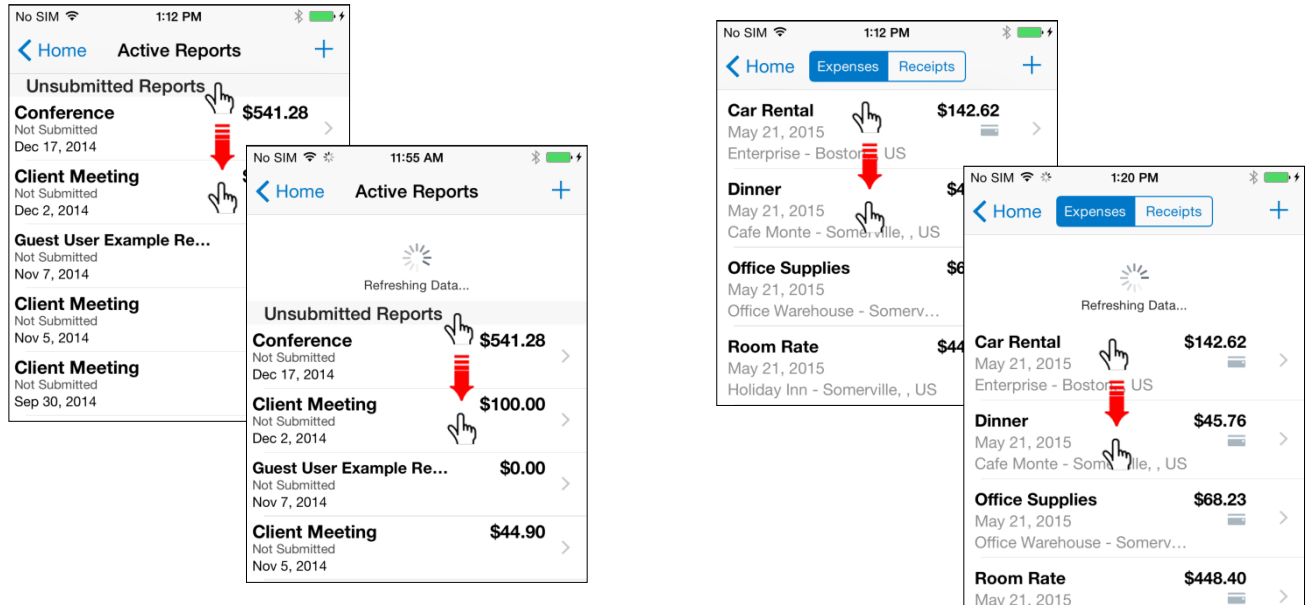 No SIM 1:12 PM
Home Active Reports +
Unsubmitted Reports
Conference $541.28
Not Submitted
Dec 17, 2014
Client Meeting
Not Submitted
Dec 2, 2014
Guest User Example Re...
Not Submitted
Nov 7, 2014
Client Meeting
Not Submitted
Nov 5, 2014
Client Meeting
Not Submitted
Sep 30, 2014
No SIM 11:55 AM
Home Active Reports +
Refreshing Data...
Unsubmitted Reports
Conference $541.28
Not Submitted
Dec 17, 2014
Client Meeting $100.00
Not Submitted
Dec 2, 2014
Guest User Example Re... $0.00
Not Submitted
Nov 7, 2014
Client Meeting $44.90
Not Submitted
Nov 5, 2014
No SIM 1:12 PM
Home Expenses Receipts +
Car Rental $142.62
May 21, 2015
Enterprise - Boston, , US
Dinner $4
May 21, 2015
Cafe Monte - Somerville, , US
Office Supplies $6
May 21, 2015
Office Warehouse - Somerv...
Room Rate $44
May 21, 2015
Holiday Inn - Somerville, , US
No SIM 1:20 PM
Home Expenses Receipts +
Refreshing Data...
Car Rental $142.62
May 21, 2015
Enterprise - Boston, , US
Dinner $45.76
May 21, 2015
Cafe Monte - Somerville, , US
Office Supplies $68.23
May 21, 2015
Office Warehouse - Somerv...
Room Rate $448.40
May 21, 2015